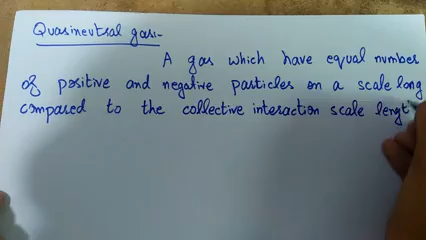 Quasineutral gas:-
A gas which have equal number
of positive and negative particles on a scale long
compared to the collective interaction scale lengt